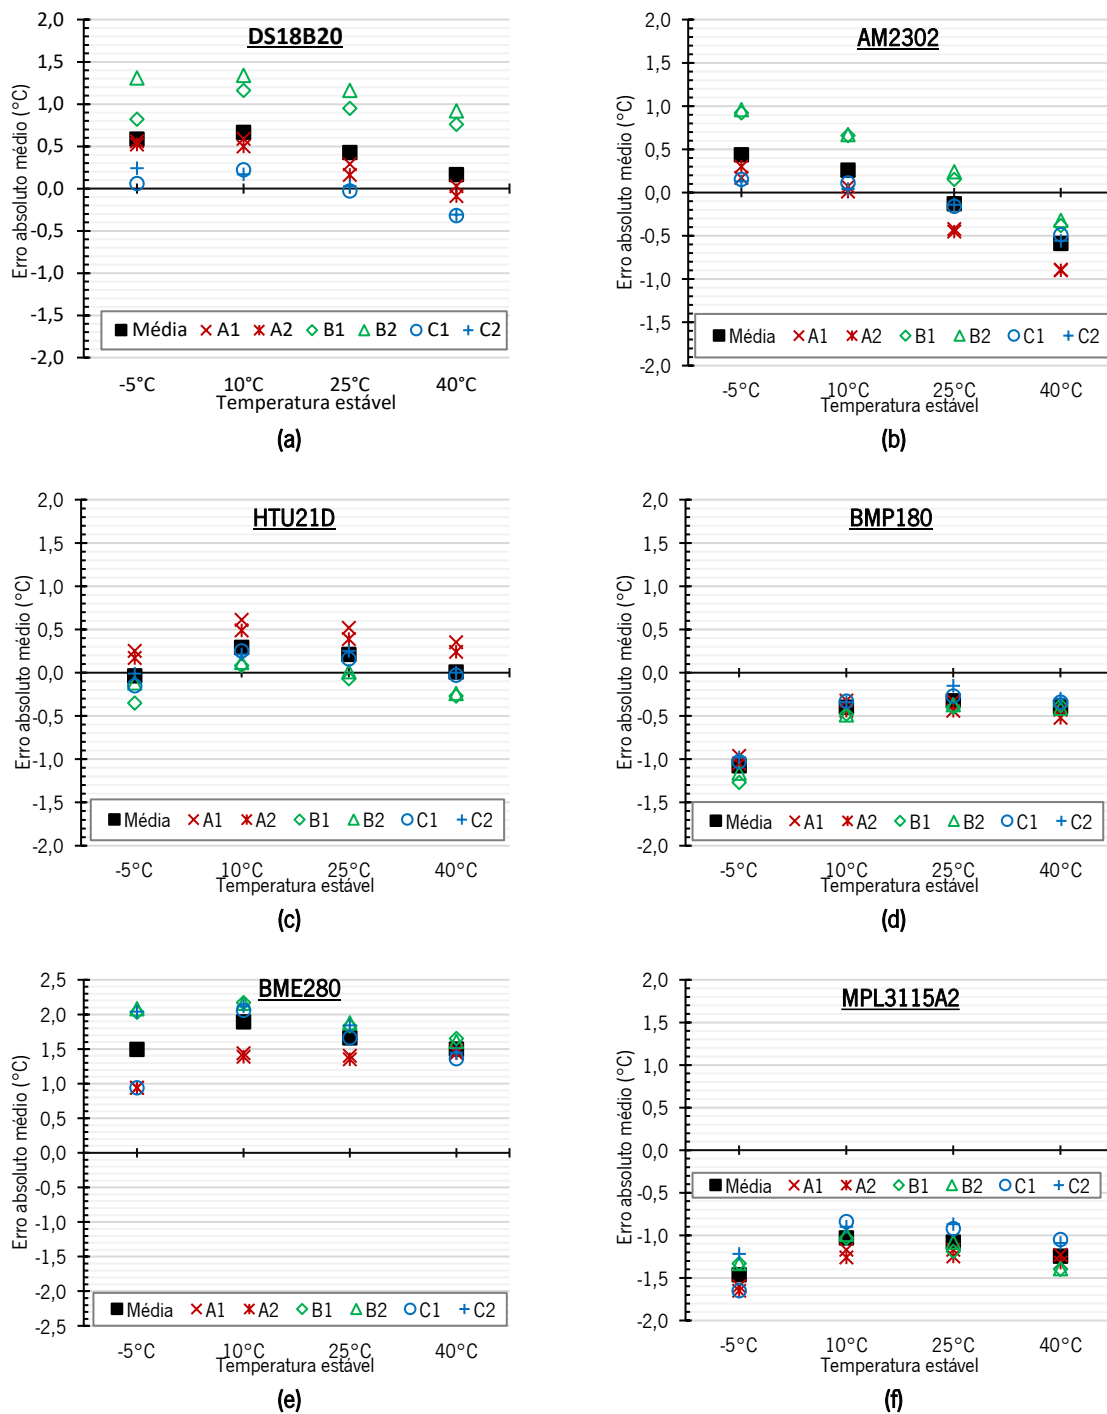 DS18B20
Erro absoluto médio (°C)
2,0
1,5
1,0
0,5
0,0
-0,5
-1,0
-1,5
-2,0
Média A1 A2 B1 B2 C1 C2
-5°C 10°C 25°C 40°C
Temperatura estável
(a)
AM2302
Erro absoluto médio (°C)
2,0
1,5
1,0
0,5
0,0
-0,5
-1,0
-1,5
-2,0
Média A1 A2 B1 B2 C1 C2
-5°C 10°C 25°C 40°C
Temperatura estável
(b)
HTU21D
Erro absoluto médio (°C)
2,0
1,5
1,0
0,5
0,0
-0,5
-1,0
-1,5
-2,0
Média A1 A2 B1 B2 C1 C2
-5°C 10°C 25°C 40°C
Temperatura estável
(c)
BMP180
Erro absoluto médio (°C)
2,0
1,5
1,0
0,5
0,0
-0,5
-1,0
-1,5
-2,0
Média A1 A2 B1 B2 C1 C2
-5°C 10°C 25°C 40°C
Temperatura estável
(d)
BME280
Erro absoluto médio (°C)
2,5
2,0
1,5
1,0
0,5
0,0
-0,5
-1,0
-1,5
-2,0
-2,5
Média A1 A2 B1 B2 C1 C2
-5°C 10°C 25°C 40°C
Temperatura estável
(e)
MPL3115A2
Erro absoluto médio (°C)
2,0
1,5
1,0
0,5
0,0
-0,5
-1,0
-1,5
-2,0
Média A1 A2 B1 B2 C1 C2
-5°C 10°C 25°C 40°C
Temperatura estável
(f)